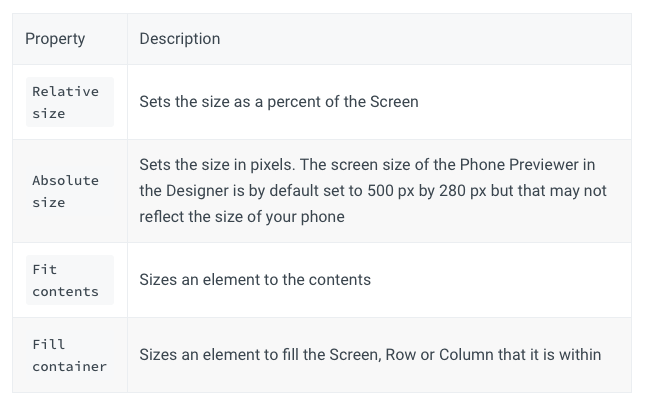 Property Description
Relative
size
Sets the size as a percent of the Screen
Absolute
size
Sets the size in pixels. The screen size of the Phone Previewer in
the Designer is by default set to 500 px by 280 px but that may not
reflect the size of your phone
Fit
contents
Sizes an element to the contents
Fill
container
Sizes an element to fill the Screen, Row or Column that it is within